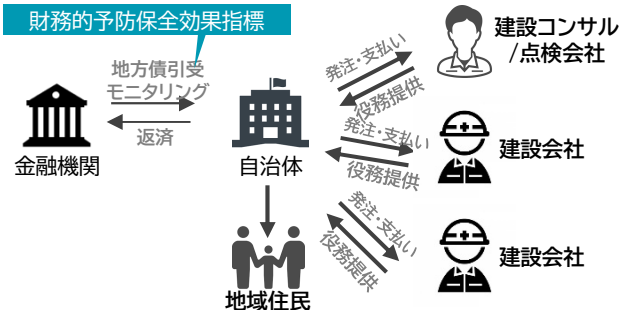 財務的予防保全効果指標
地方債引受
モニタリング
返済
金融機関
自治体
地域住民
発注・支払い
役務提供
建設コンサル
/点検会社
発注・支払い
役務提供
建設会社
発注・支払い
役務提供
建設会社